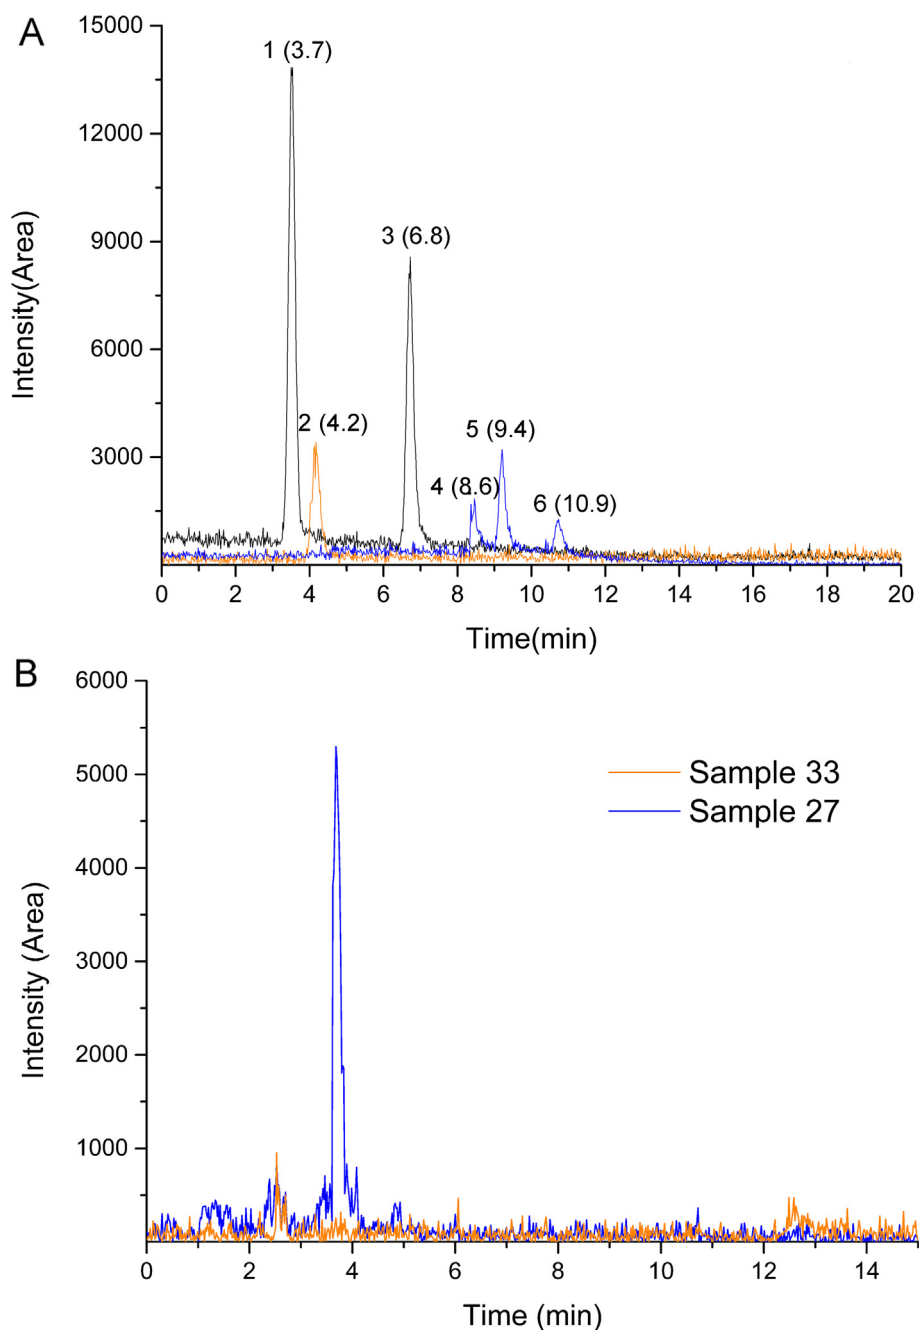 A
15000
12000
9000
6000
3000
Intensity(Area)
1 (3.7)
3 (6.8)
2 (4.2)
5 (9.4)
4 (8.6)
6 (10.9)
0 2 4 6 8 10 12 14 16 18 20
Time(min)
B
6000
5000
4000
3000
2000
1000
Intensity (Area)
Sample 33
Sample 27
0 2 4 6 8 10 12 14
Time (min)